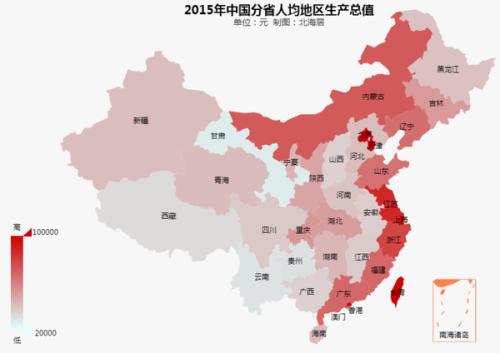 2015年中国分省人均地区生产总值
单位：元 制图：北海居
黑龙江
内蒙古
吉林
新疆
辽宁
甘肃
北京
天津
宁夏
山西
河北
山东
青海
陕西
河南
江苏
西藏
安徽
上海
四川
重庆
湖北
浙江
贵州
湖南
江西
云南
福建
广西
广东
台湾
香港
澳门
海南
南海诸岛
高
100000
20000
低